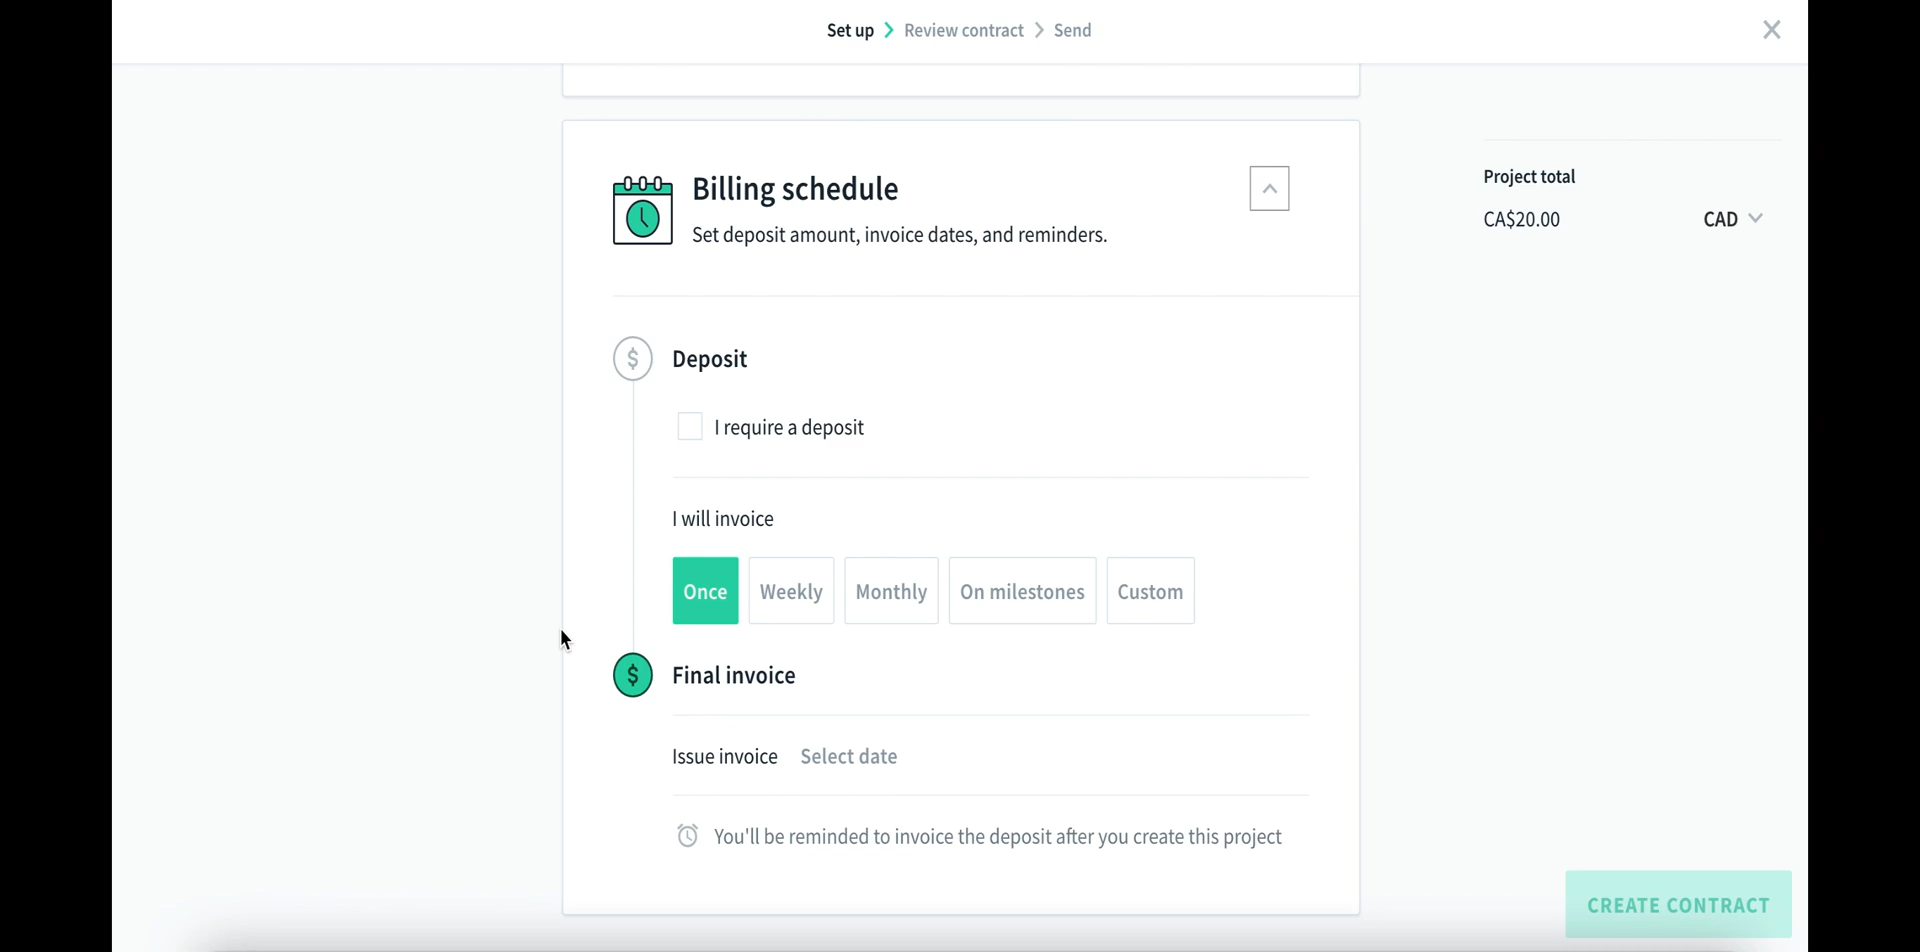 Set up
Review contract
Send
Billing schedule
Set deposit amount, invoice dates, and reminders.
Project total
CA$20.00
CAD
$
Deposit
I require a deposit
I will invoice
Once
Weekly
Monthly
On milestones
Custom
$
Final invoice
Issue invoice
Select date
You'll be reminded to invoice the deposit after you create this project
CREATE CONTRACT